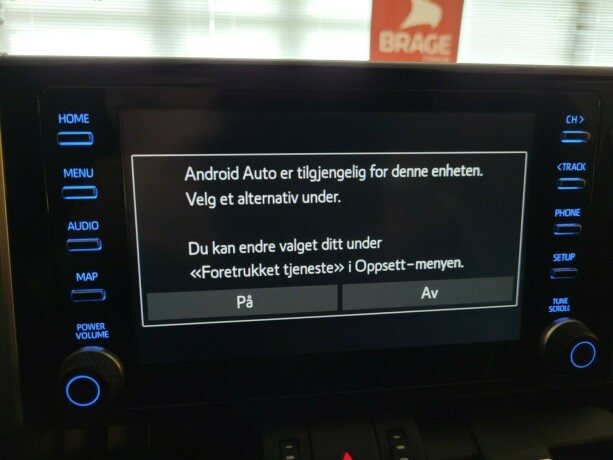 BRAGE
HOME
MENU
AUDIO
MAP
POWER
VOLUME
Android Auto er tilgjengelig for denne enheten.
Velg et alternativ under.
Du kan endre valget ditt under
«Foretrukket tjeneste» i Oppsett-menyen.
På
Av
CH >
<TRACK
PHONE
SETUP
TUNE
SCROLL